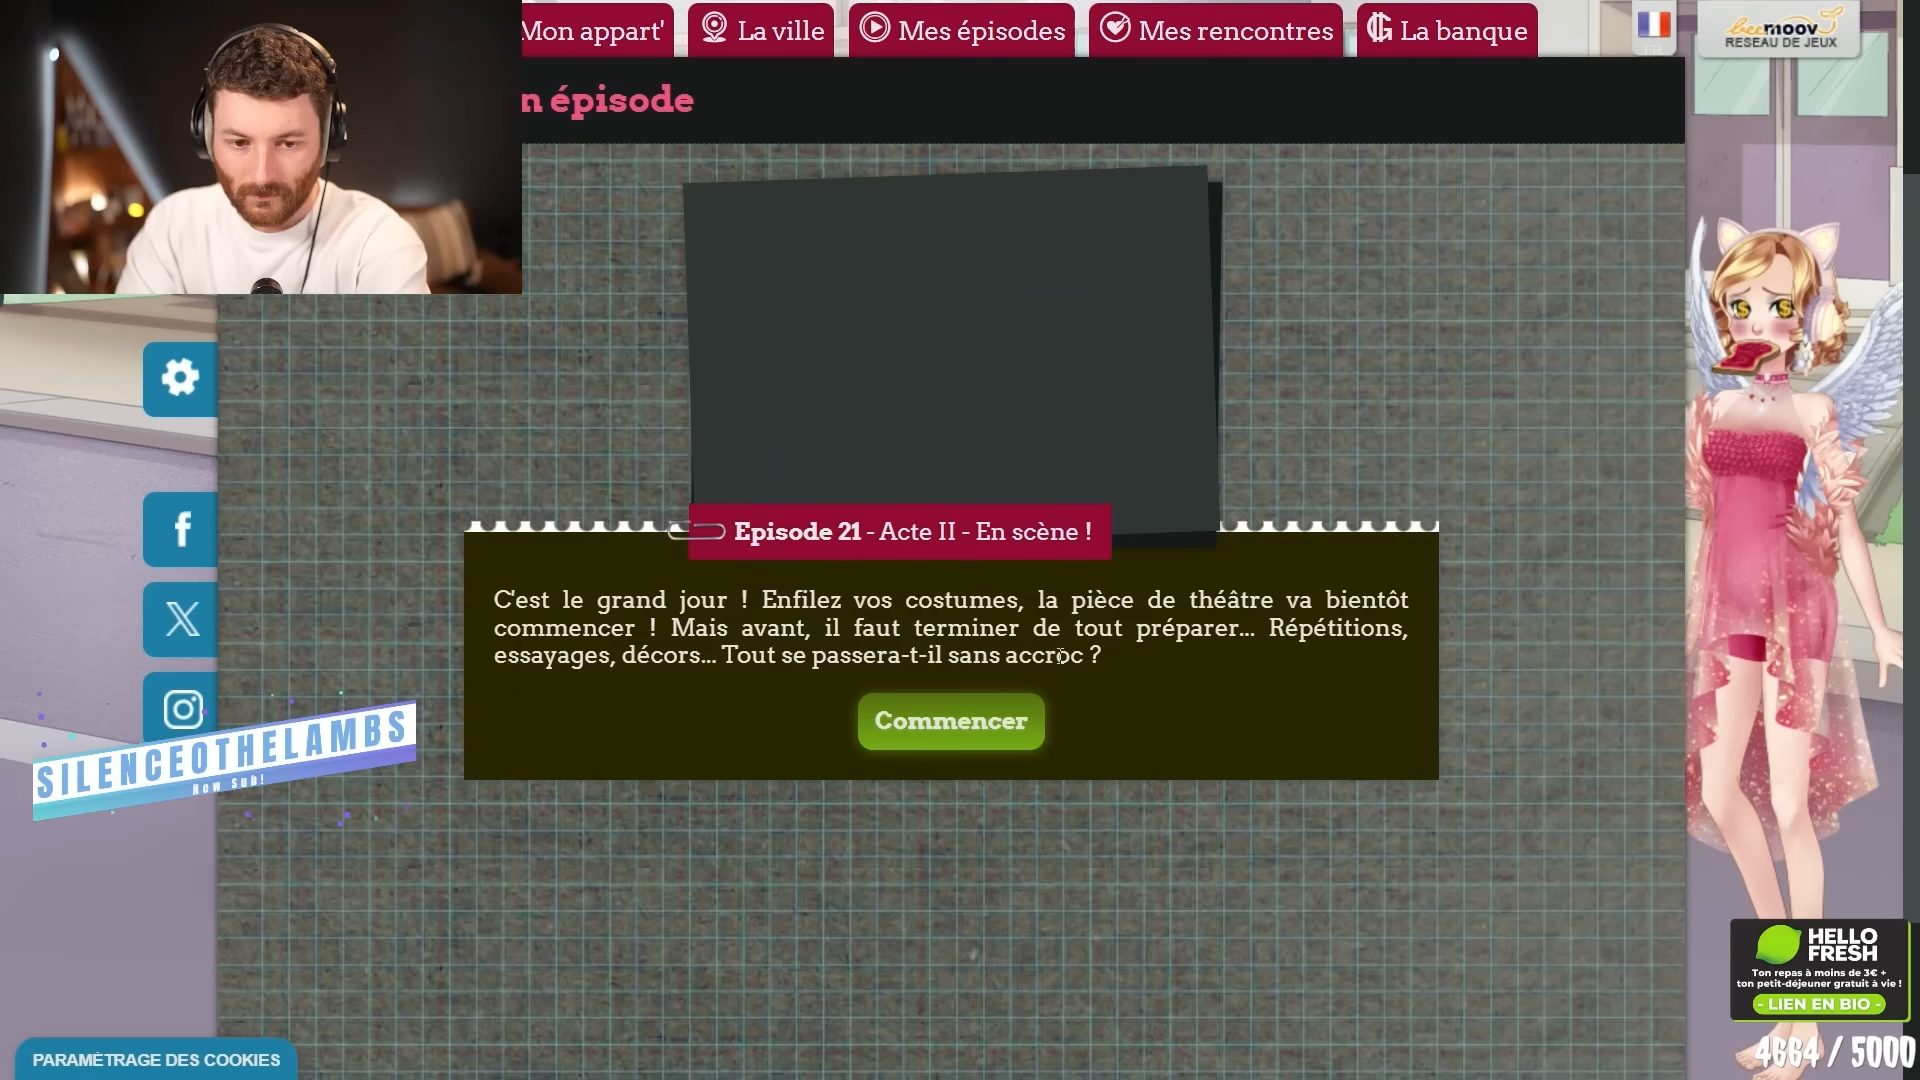 Mon appart'
La ville
Mes épisodes
Mes rencontres
La banque
FR
beemoov
RESEAU DE JEUX
n épisode
Episode 21 - Acte II - En scène !
C'est le grand jour ! Enfilez vos costumes, la pièce de théâtre va bientôt
commencer ! Mais avant, il faut terminer de tout préparer... Répétitions,
essayages, décors... Tout se passera-t-il sans accroc ?
Commencer
SILENCEOTHELAMBS
New Sub!
HELLO
FRESH
Ton repas à moins de 3€ +
ton petit-déjeuner gratuit à vie !
- LIEN EN BIO -
PARAMÉTRAGE DES COOKIES
4664 / 5000